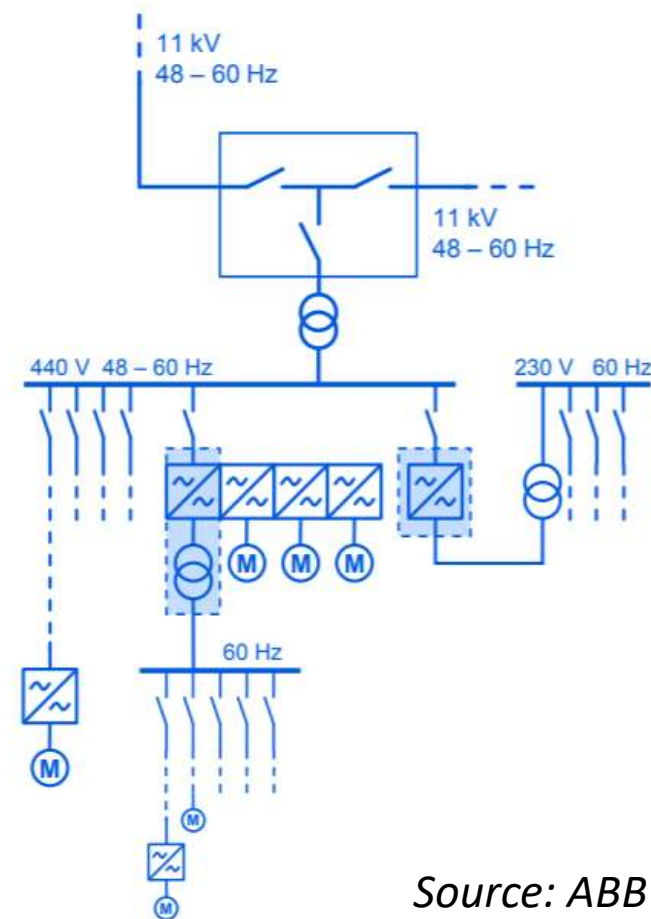 11 kV
48 – 60 Hz
11 kV
48 – 60 Hz
440 V 48 – 60 Hz
230 V 60 Hz
M M M
60 Hz
M
M
M
Source: ABB